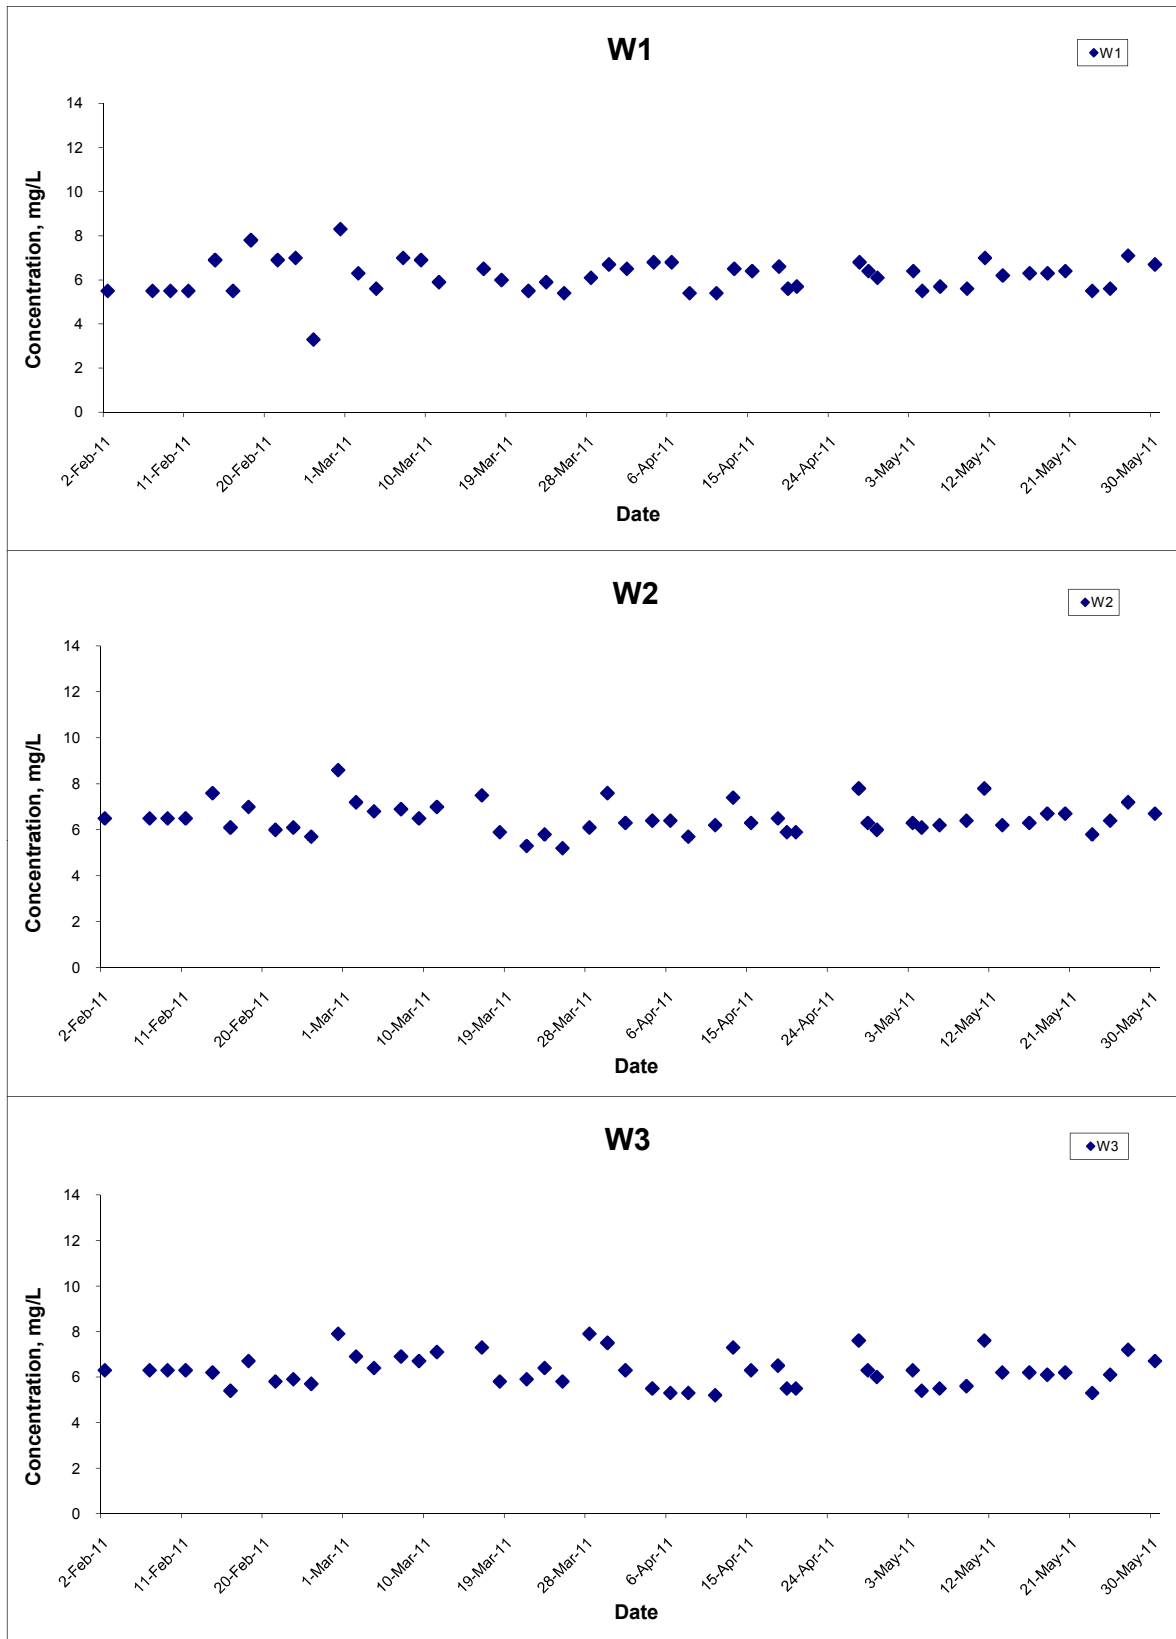 W1
W1
14
12
10
8
6
4
2
0
Concentration, mg/L
2-Feb-11
11-Feb-11
20-Feb-11
1-Mar-11
10-Mar-11
19-Mar-11
28-Mar-11
6-Apr-11
15-Apr-11
24-Apr-11
3-May-11
12-May-11
21-May-11
30-May-11
Date
W2
W2
14
12
10
8
6
4
2
0
Concentration, mg/L
2-Feb-11
11-Feb-11
20-Feb-11
1-Mar-11
10-Mar-11
19-Mar-11
28-Mar-11
6-Apr-11
15-Apr-11
24-Apr-11
3-May-11
12-May-11
21-May-11
30-May-11
Date
W3
W3
14
12
10
8
6
4
2
0
Concentration, mg/L
2-Feb-11
11-Feb-11
20-Feb-11
1-Mar-11
10-Mar-11
19-Mar-11
28-Mar-11
6-Apr-11
15-Apr-11
24-Apr-11
3-May-11
12-May-11
21-May-11
30-May-11
Date